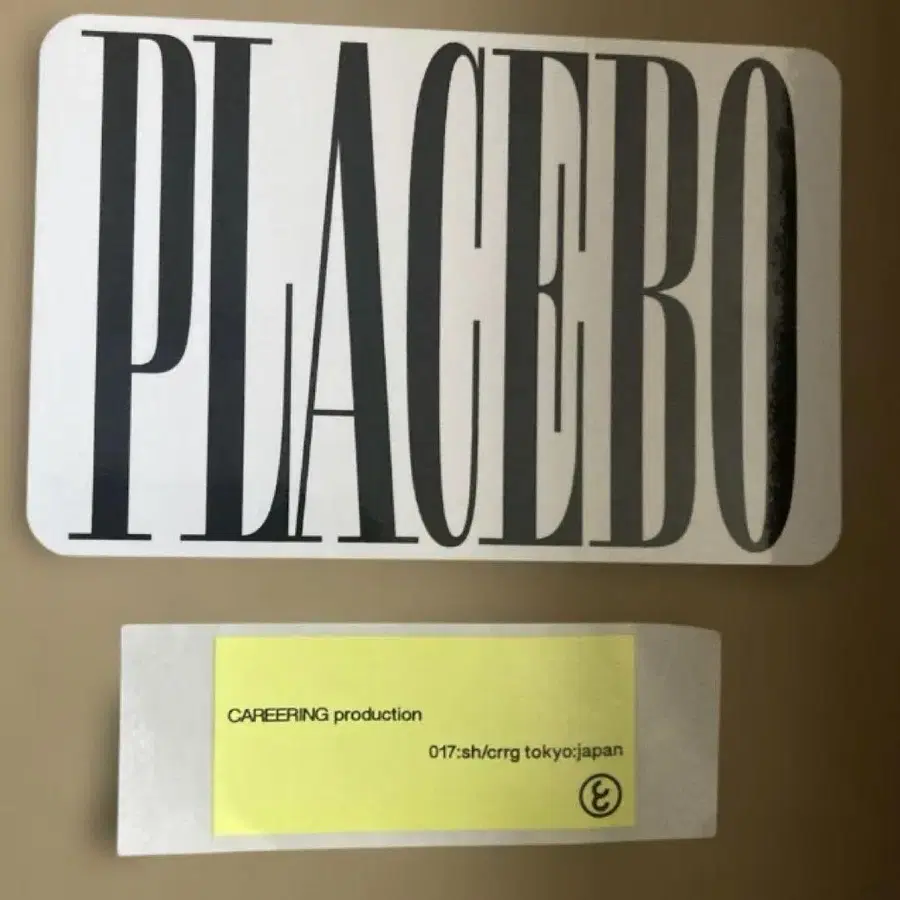 PLACEBO
CAREERING production
017:sh/crrg tokyo:japan